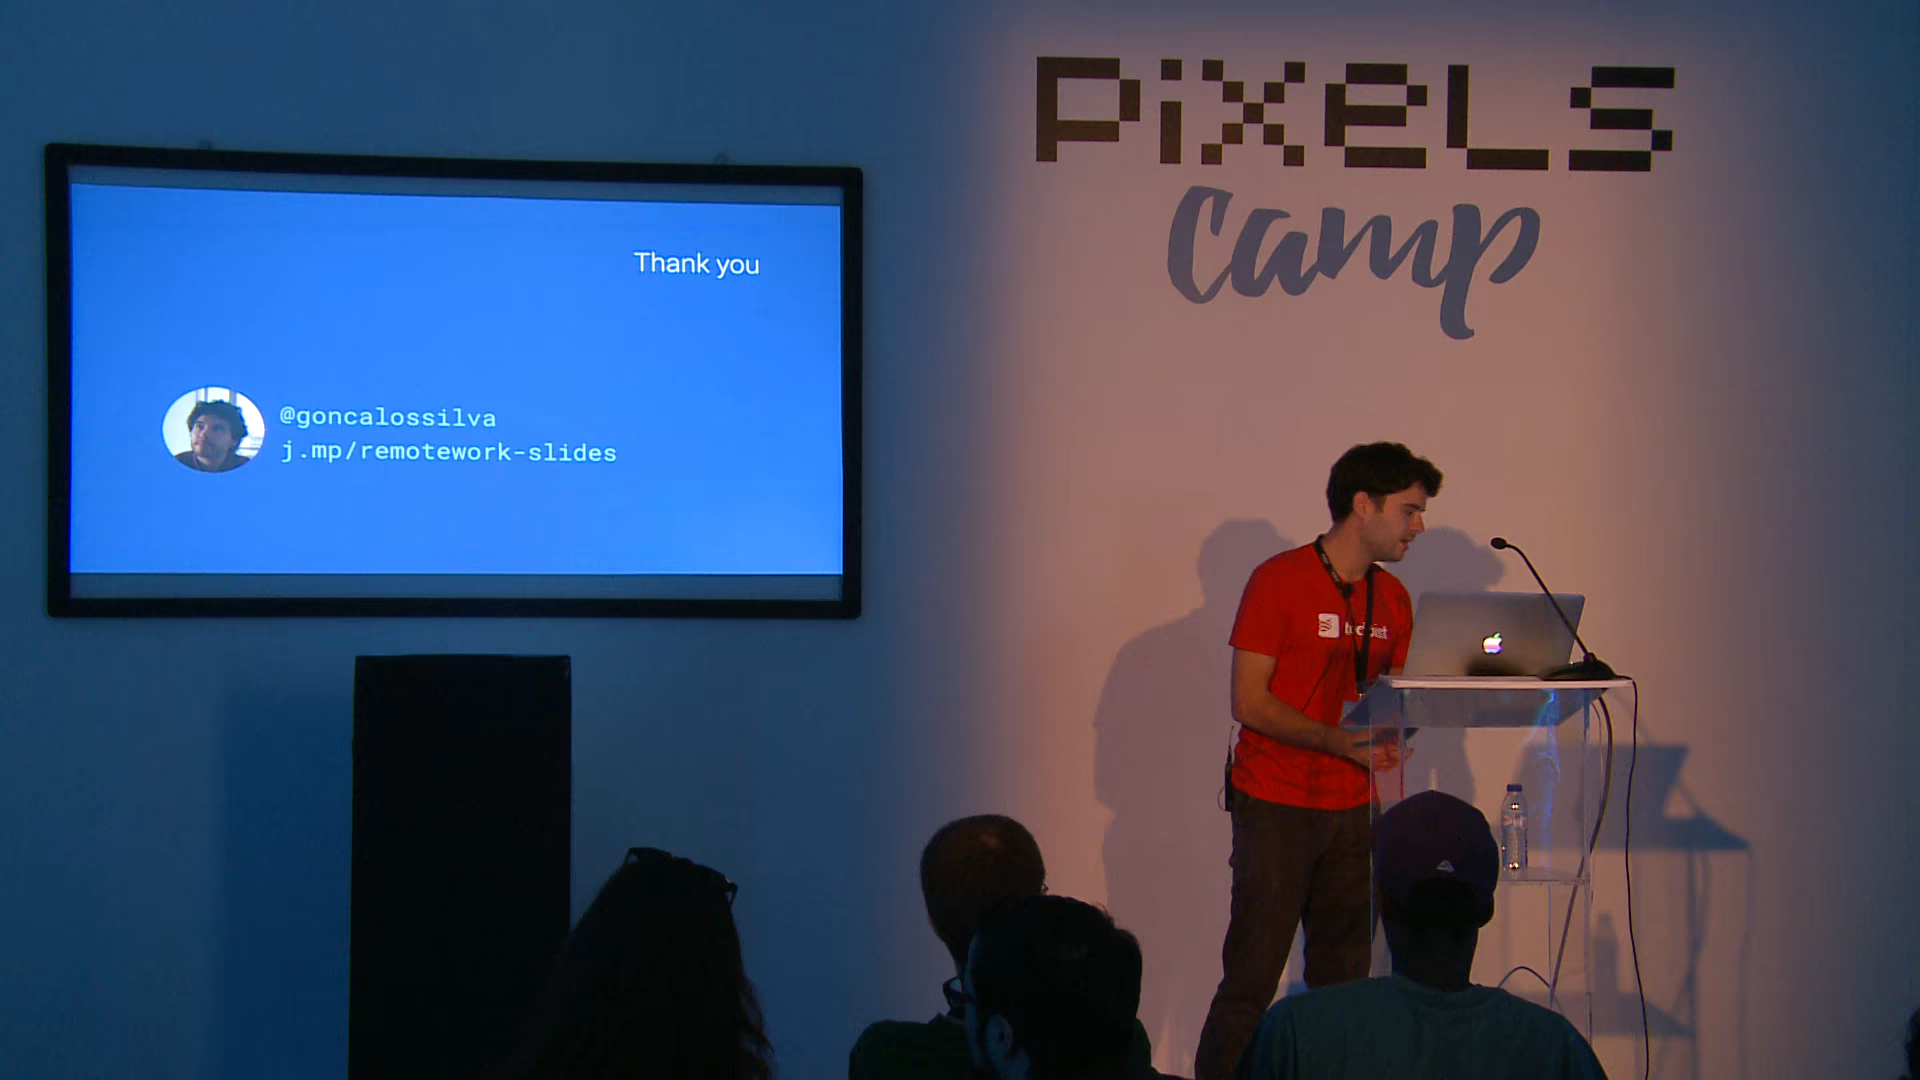 pixels
camp
Thank you
@goncalossilva
j.mp/remotework-slides